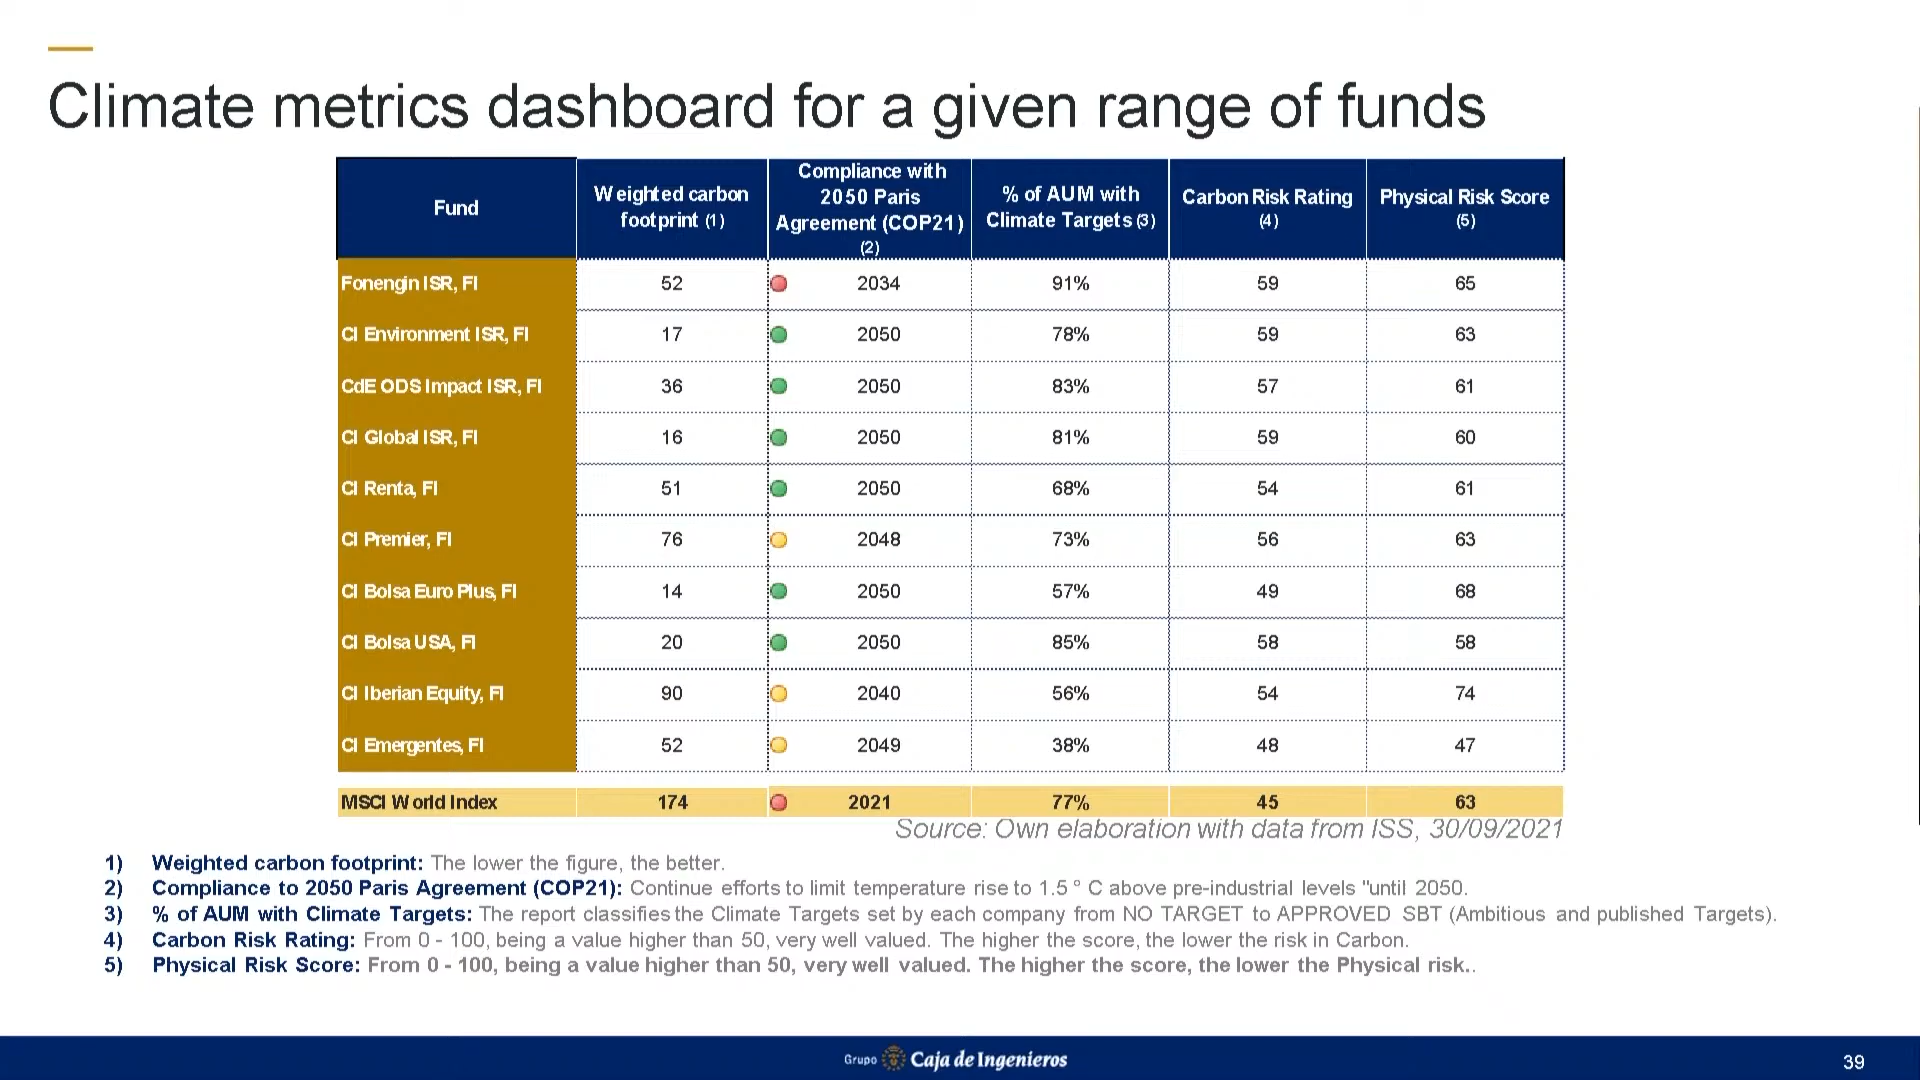 Climate metrics dashboard for a given range of funds
Fund Weighted carbon footprint (1) Compliance with 2050 Paris Agreement (COP21) (2) % of AUM with Climate Targets (3) Carbon Risk Rating (4) Physical Risk Score (5)
Fonengin ISR, FI 52 2034 91% 59 65
CI Environment ISR, FI 17 2050 78% 59 63
CdE ODS Impact ISR, FI 36 2050 83% 57 61
CI Global ISR, FI 16 2050 81% 59 60
CI Renta, FI 51 2050 68% 54 61
CI Premier, FI 76 2048 73% 56 63
CI Bolsa Euro Plus, FI 14 2050 57% 49 68
CI Bolsa USA, FI 20 2050 85% 58 58
CI Iberian Equity, FI 90 2040 56% 54 74
CI Emergentes, FI 52 2049 38% 48 47
MSCI World Index 174 2021 77% 45 63
Source: Own elaboration with data from ISS, 30/09/2021
1) Weighted carbon footprint: The lower the figure, the better.
2) Compliance to 2050 Paris Agreement (COP21): Continue efforts to limit temperature rise to 1.5 ° C above pre-industrial levels "until 2050.
3) % of AUM with Climate Targets: The report classifies the Climate Targets set by each company from NO TARGET to APPROVED SBT (Ambitious and published Targets).
4) Carbon Risk Rating: From 0 - 100, being a value higher than 50, very well valued. The higher the score, the lower the risk in Carbon.
5) Physical Risk Score: From 0 - 100, being a value higher than 50, very well valued. The higher the score, the lower the Physical risk..
Grupo Caja de Ingenieros
39